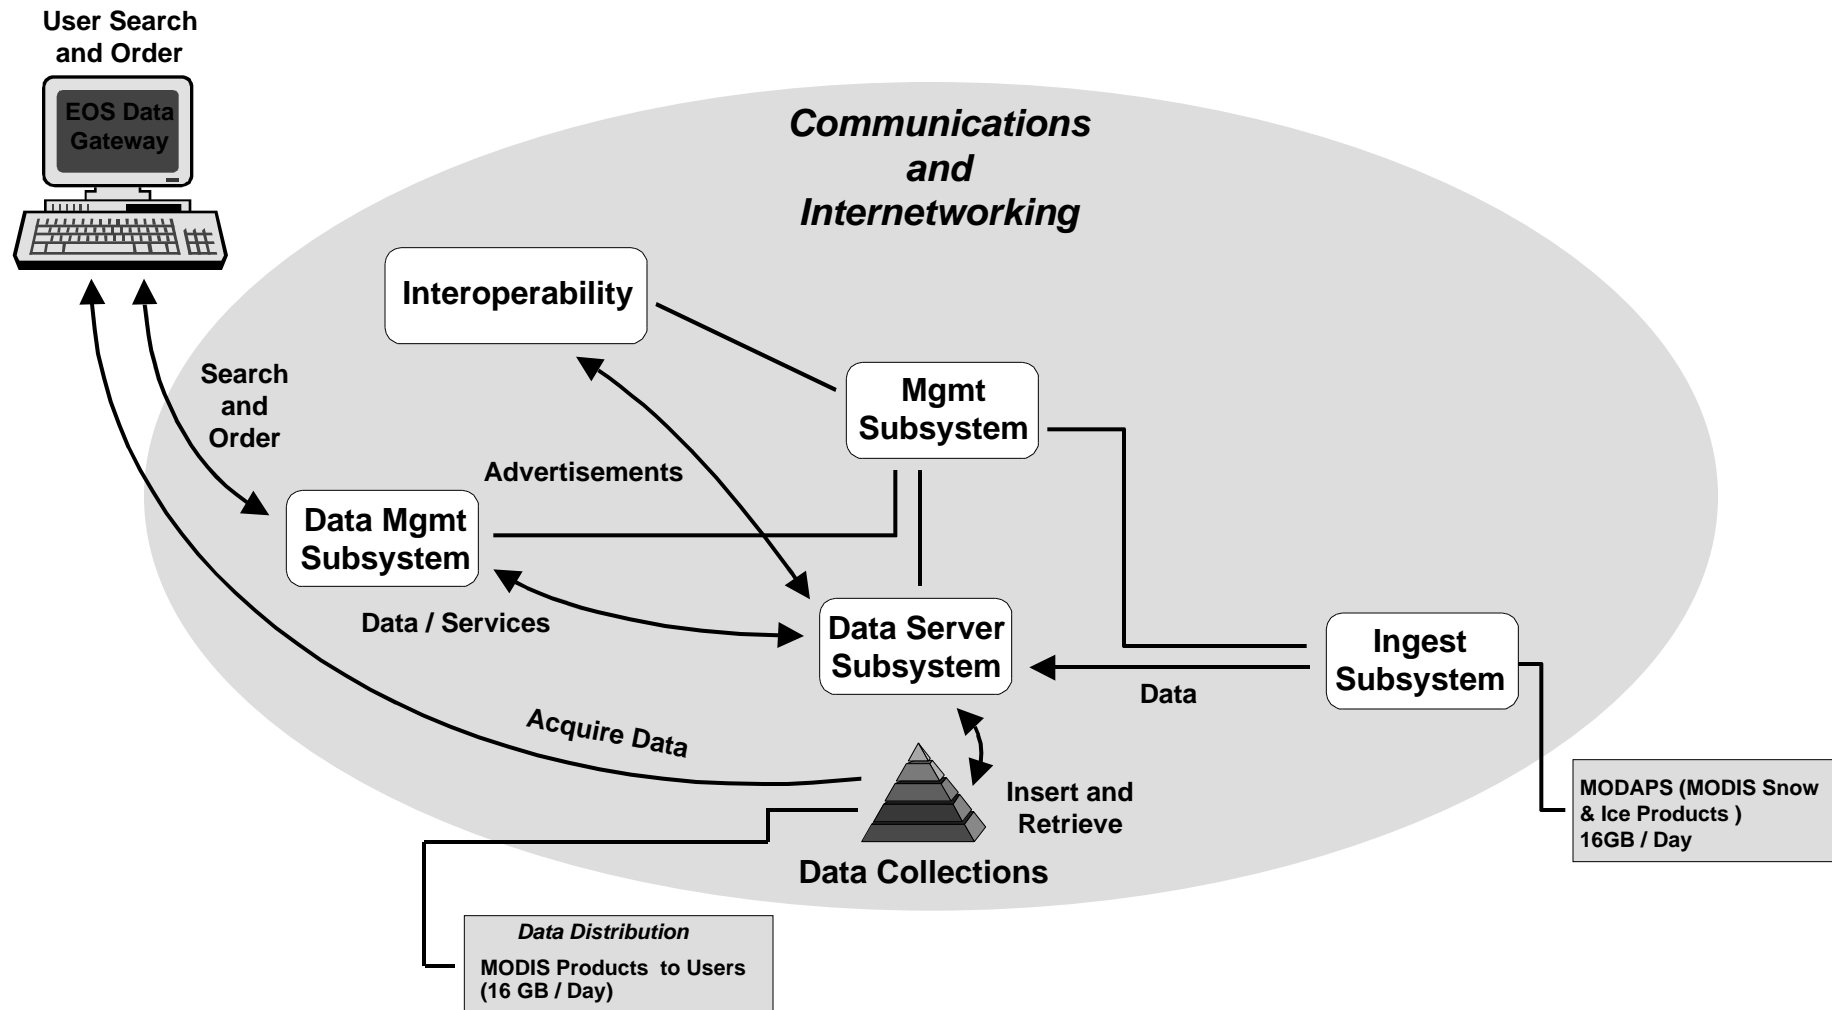 User Search
and Order
EOS Data
Gateway
Communications
and
Internetworking
Interoperability
Search
and
Order
Mgmt
Subsystem
Advertisements
Data Mgmt
Subsystem
Data / Services
Data Server
Subsystem
Ingest
Subsystem
Data
Acquire Data
Insert and
Retrieve
Data Collections
MODAPS (MODIS Snow
& Ice Products )
16GB / Day
Data Distribution
MODIS Products to Users
(16 GB / Day)